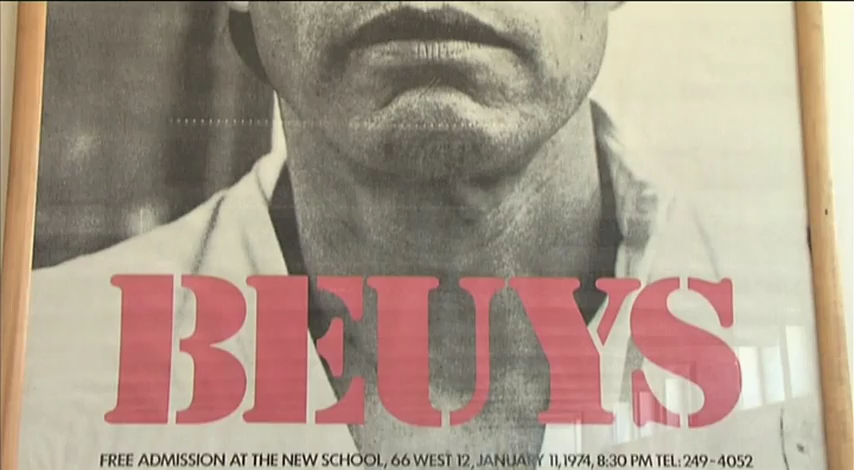 BEUYS
FREE ADMISSION AT THE NEW SCHOOL, 66 WEST 12, JANUARY 11, 1974, 8:30 PM TEL: 249-4052